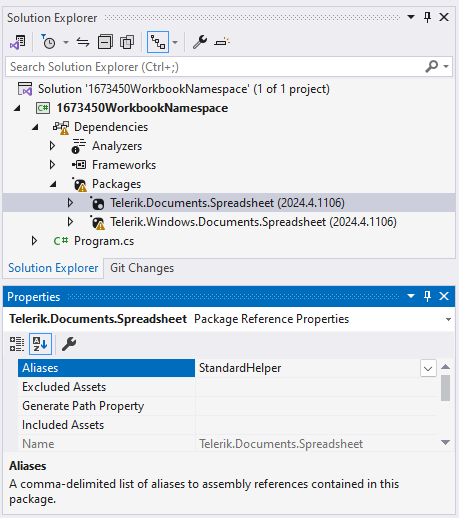 Solution Explorer
Search Solution Explorer (Ctrl+;)
Solution '1673450WorkbookNamespace' (1 of 1 project)
C# 1673450WorkbookNamespace
Dependencies
Analyzers
Frameworks
Packages
Telerik.Documents.Spreadsheet (2024.4.1106)
Telerik.Windows.Documents.Spreadsheet (2024.4.1106)
C# Program.cs
Solution Explorer Git Changes
Properties
Telerik.Documents.Spreadsheet Package Reference Properties
Aliases StandardHelper
Excluded Assets
Generate Path Property
Included Assets
Name Telerik.Documents.Spreadsheet
Aliases
A comma-delimited list of aliases to assembly references contained in this
package.